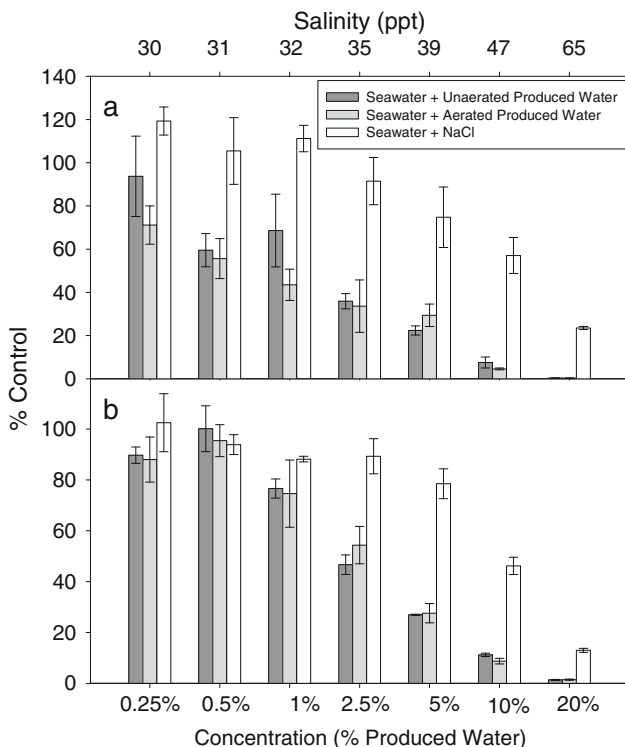 Salinity (ppt)
30 31 32 35 39 47 65
140
120
100
80
60
40
20
0
a
Seawater + Unaerated Produced Water
Seawater + Aerated Produced Water
Seawater + NaCl
% Control
b
100
80
60
40
20
0
0.25% 0.5% 1% 2.5% 5% 10% 20%
Concentration (% Produced Water)